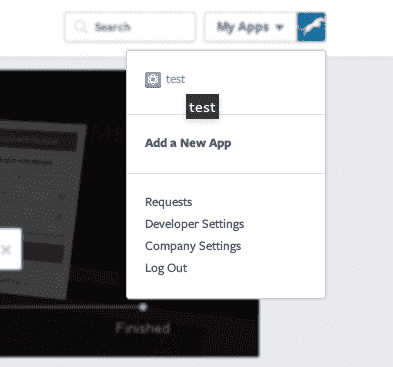 Search
My Apps
test
test
Add a New App
Requests
Developer Settings
Company Settings
Log Out
Finished